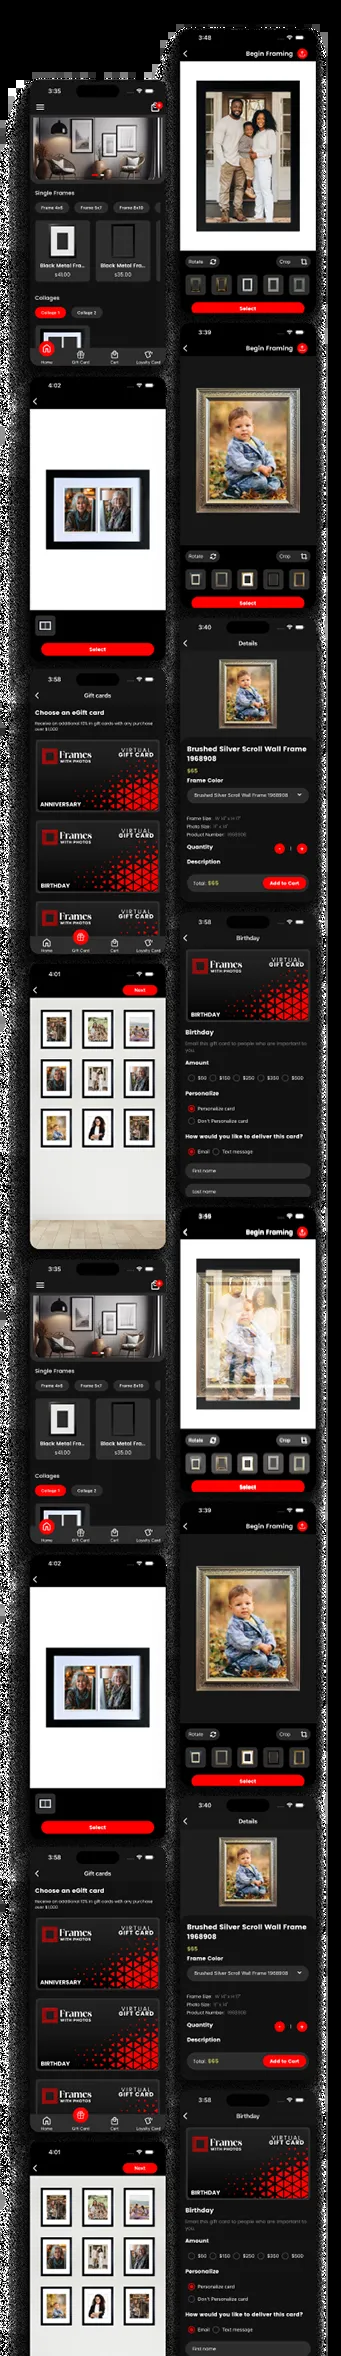 3:35
Single Frames
Frame 4x6
Frame 5x7
Frame 8x10
Black Metal Fra...
$41.00
Black Metal Fra...
$35.00
Collages
Collage 1
Collage 2
Home
Gift Card
Cart
Loyalty Card
4:02
Select
3:58
Gift cards
Choose an eGift card
Receive an additional 10% in gift cards with any purchase
over $1,000
Frames
WITH PHOTOS
VIRTUAL
GIFT CARD
ANNIVERSARY
Frames
WITH PHOTOS
VIRTUAL
GIFT CARD
BIRTHDAY
Frames
WITH PHOTOS
VIRTUAL
GIFT CARD
Home
Gift Card
Cart
Loyalty Card
4:01
Next
3:35
Single Frames
Frame 4x6
Frame 5x7
Frame 8x10
Black Metal Fra...
$41.00
Black Metal Fra...
$35.00
Collages
Collage 1
Collage 2
Home
Gift Card
Cart
Loyalty Card
4:02
Select
3:58
Gift cards
Choose an eGift card
Receive an additional 10% in gift cards with any purchase
over $1,000
Frames
WITH PHOTOS
VIRTUAL
GIFT CARD
ANNIVERSARY
Frames
WITH PHOTOS
VIRTUAL
GIFT CARD
BIRTHDAY
Frames
WITH PHOTOS
VIRTUAL
GIFT CARD
Home
Gift Card
Cart
Loyalty Card
4:01
Next
3:48
Begin Framing
Rotate
Crop
Select
3:39
Begin Framing
Rotate
Crop
Select
3:40
Details
Brushed Silver Scroll Wall Frame
1968908
$65
Frame Color
Brushed Silver Scroll Wall Frame 1968908
Frame Size
Photo Size
Product Number 1968908
Quantity
- 1 +
Description
Total: $65
Add to Cart
3:58
Birthday
Frames
WITH PHOTOS
VIRTUAL
GIFT CARD
BIRTHDAY
Birthday
Email this gift card to people who are important to
you.
Amount
$50 $150 $250 $350 $500
Personalize
Personalize card
Don't Personalize card
How would you like to deliver this card?
Email
Text message
First name
Last name
Begin Framing
Rotate
Crop
Select
3:39
Begin Framing
Rotate
Crop
Select
3:40
Details
Brushed Silver Scroll Wall Frame
1968908
$65
Frame Color
Brushed Silver Scroll Wall Frame 1968908
Frame Size
Photo Size
Product Number 1968908
Quantity
- 1 +
Description
Total: $65
Add to Cart
3:58
Birthday
Frames
WITH PHOTOS
VIRTUAL
GIFT CARD
BIRTHDAY
Birthday
Email this gift card to people who are important to
you.
Amount
$50 $150 $250 $350 $500
Personalize
Personalize card
Don't Personalize card
How would you like to deliver this card?
Email
Text message
First name